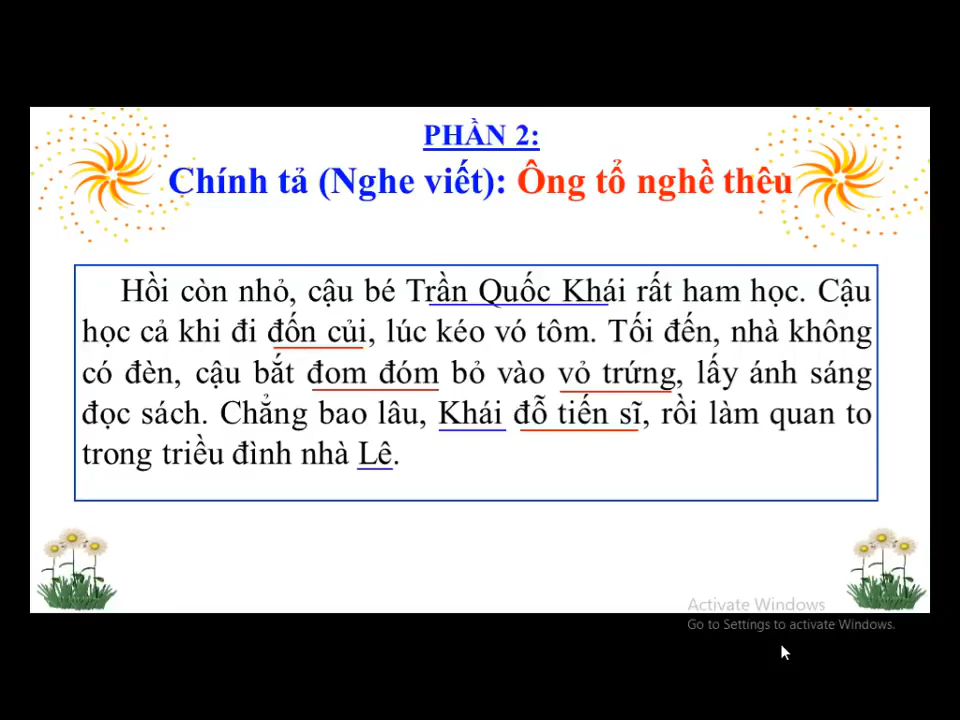 PHẦN 2:
Chính tả (Nghe viết): Ông tổ nghề thêu
Hồi còn nhỏ, cậu bé Trần Quốc Khái rất ham học. Cậu
học cả khi đi đốn củi, lúc kéo vó tôm. Tối đến, nhà không
có đèn, cậu bắt đom đóm bỏ vào vỏ trứng, lấy ánh sáng
đọc sách. Chẳng bao lâu, Khái đỗ tiến sĩ, rồi làm quan to
trong triều đình nhà Lê.
Activate Windows
Go to Settings to activate Windows.